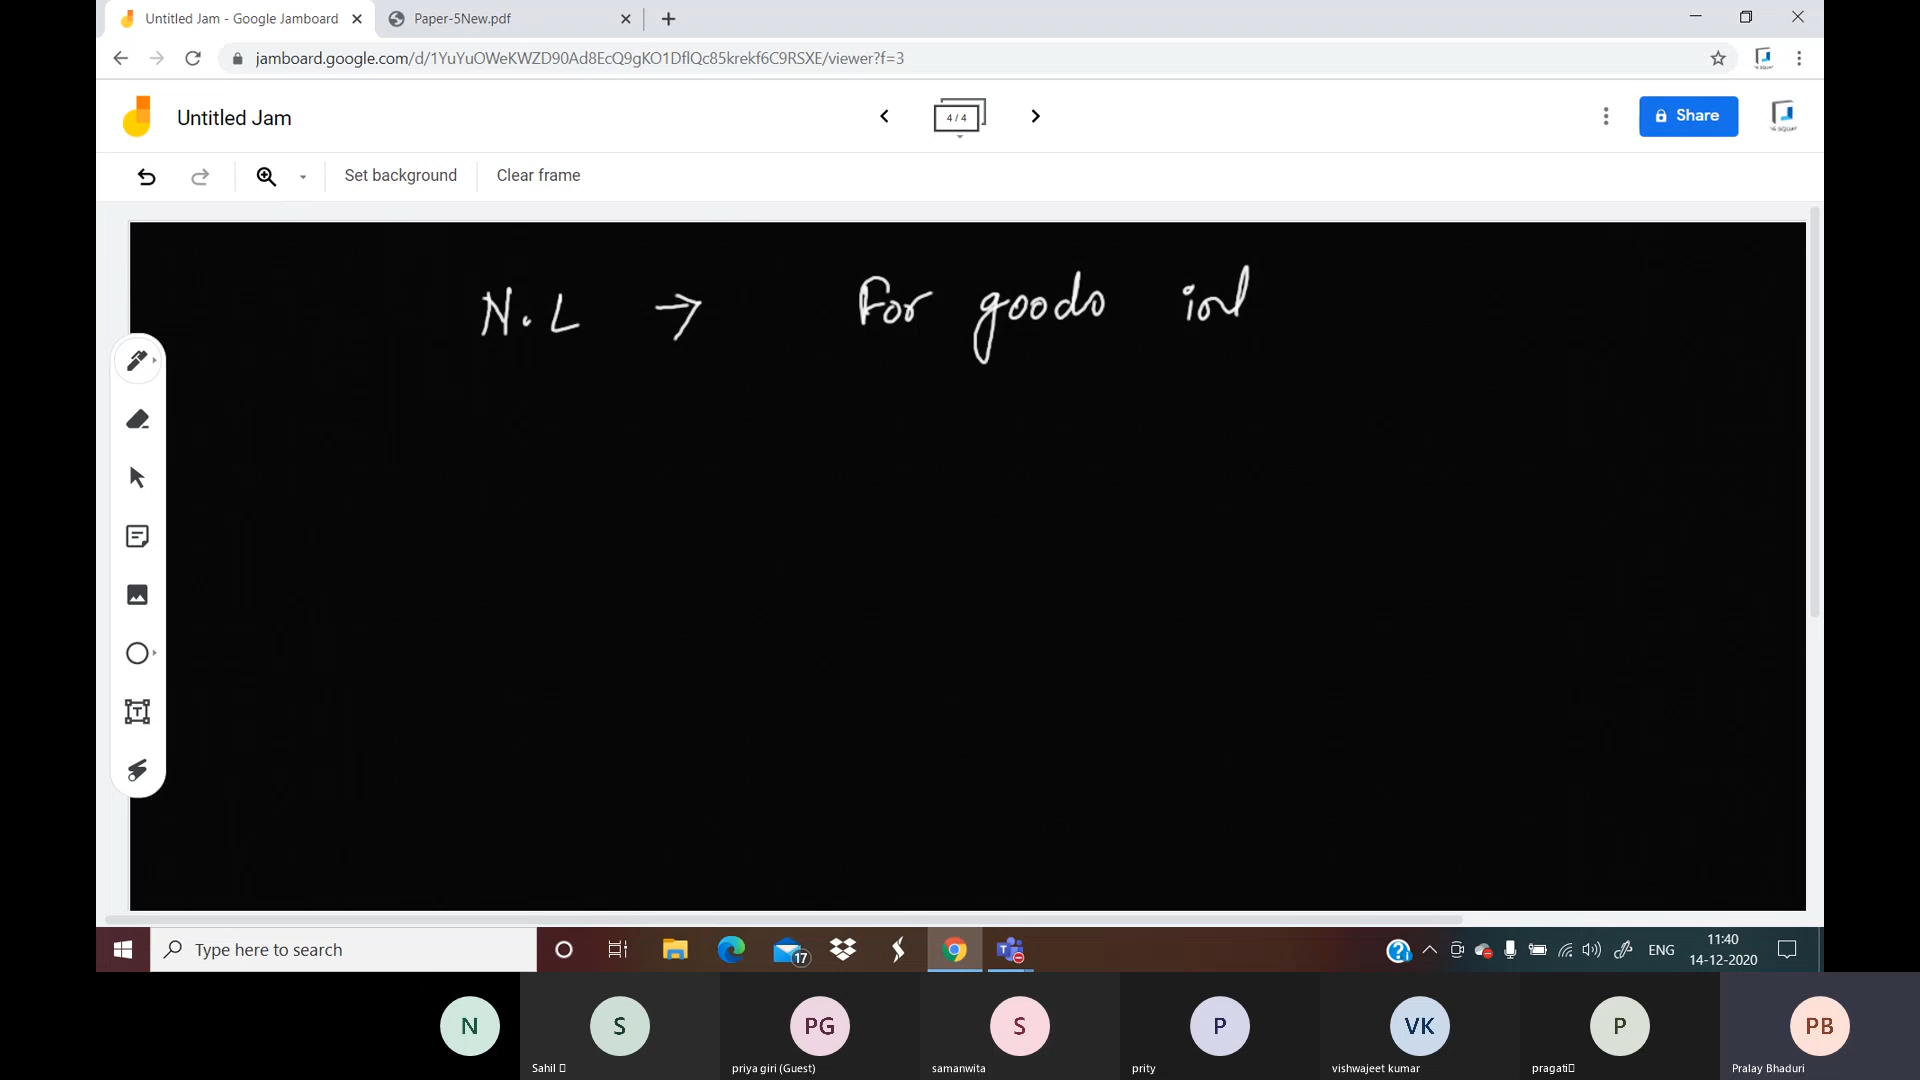 Untitled Jam - Google Jamboard
Paper-5New.pdf
jamboard.google.com/d/1YuYuOWeKWZD90Ad8EcQ9gKO1DflQc85krekf6C9RSXE/viewer?f=3
Untitled Jam
4 / 4
Share
Set background
Clear frame
N.L → For goods
Type here to search
17
ENG
11:40
14-12-2020
N
S
PG
S
P
VK
P
PB
Sahil
priya giri (Guest)
samanwita
prity
vishwajeet kumar
pragati
Pralay Bhaduri